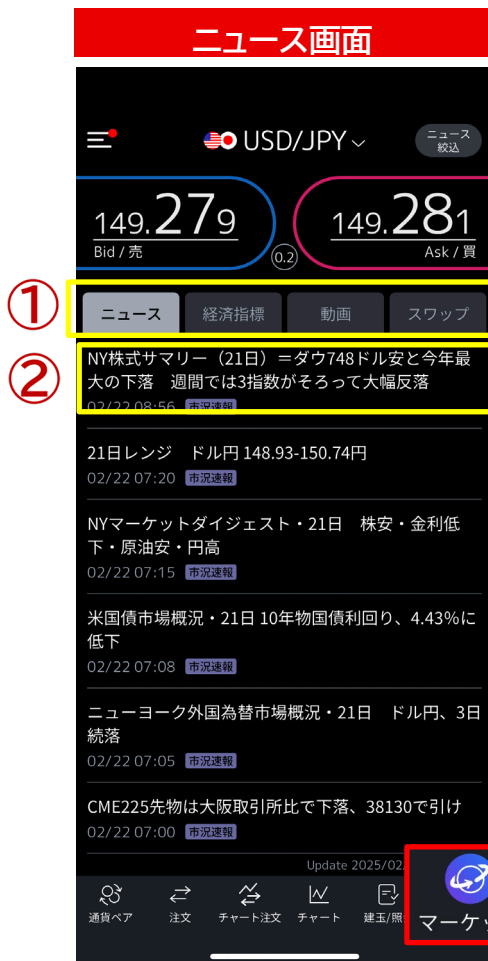 ニュース画面
USD/JPY
ニュース
絞込
149.279
149.281
Bid / 売
0.2
Ask / 買
①
ニュース
経済指標
動画
スワップ
②
NY株式サマリー（21日）＝ダウ748ドル安と今年最
大の下落　週間では3指数がそろって大幅反落
02/22 08:56 市況速報
21日レンジ　ドル円 148.93-150.74円
02/22 07:20 市況速報
NYマーケットダイジェスト・21日　株安・金利低
下・原油安・円高
02/22 07:15 市況速報
米国債市場概況・21日 10年物国債利回り、4.43%に
低下
02/22 07:08 市況速報
ニューヨーク外国為替市場概況・21日　ドル円、3日
続落
02/22 07:05 市況速報
CME225先物は大阪取引所比で下落、38130で引け
02/22 07:00 市況速報
Update 2025/02
通貨ペア
注文
チャート注文
チャート
建玉/照
マーケッ